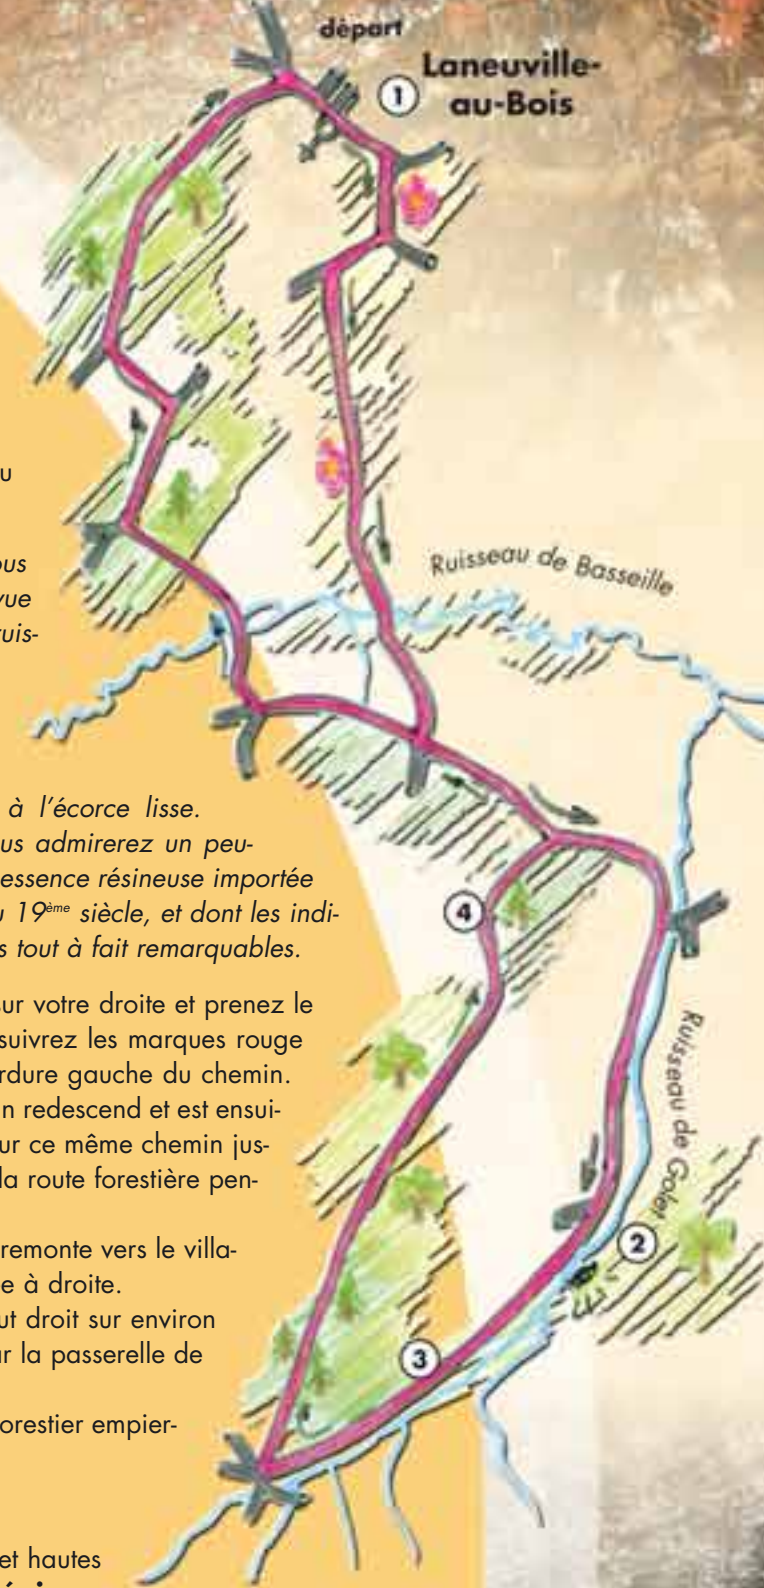 départ
Laneuville-
au-Bois
1
u
ous
vue
ruis-
Ruisseau de Basseille
à l'écorce lisse.
us admirerez un peu-
essence résineuse importée
u 19ème siècle, et dont les indi-
s tout à fait remarquables.
4
sur votre droite et prenez le
suivrez les marques rouge
rdure gauche du chemin.
n redescend et est ensui-
ur ce même chemin jus-
la route forestière pen-
Ruisseau de Golet
2
remonte vers le villa-
e à droite.
ut droit sur environ
ar la passerelle de
3
orestier empier-
et hautes